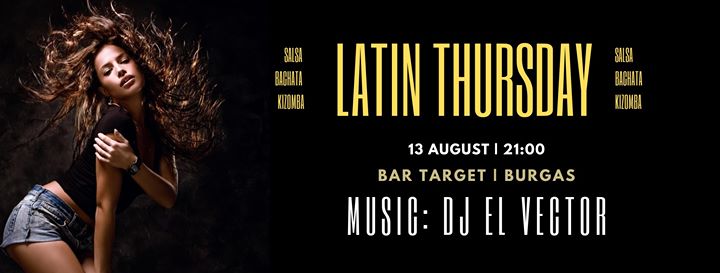 SALSA
BACHATA
KIZOMBA
LATIN THURSDAY
SALSA
BACHATA
KIZOMBA
13 AUGUST | 21:00
BAR TARGET | BURGAS
MUSIC: DJ EL VECTOR